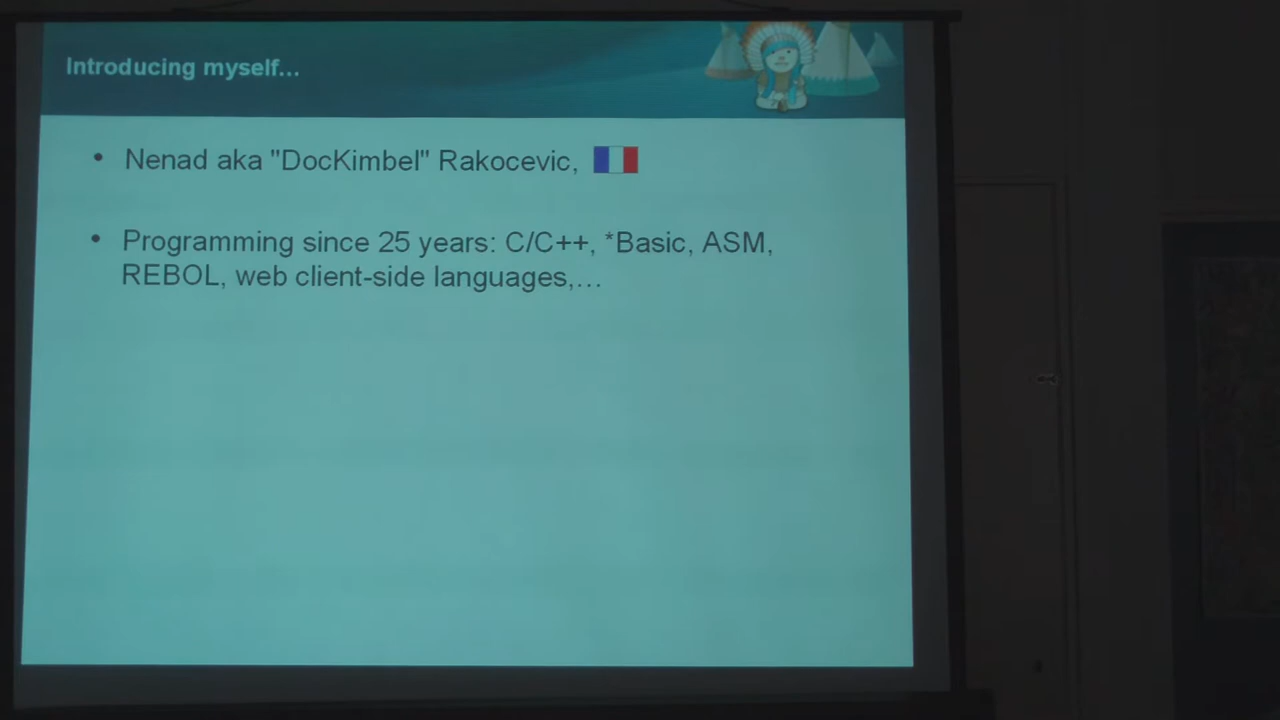 Introducing myself...
• Nenad aka "DocKimbel" Rakocevic,
• Programming since 25 years: C/C++, *Basic, ASM,
REBOL, web client-side languages,...